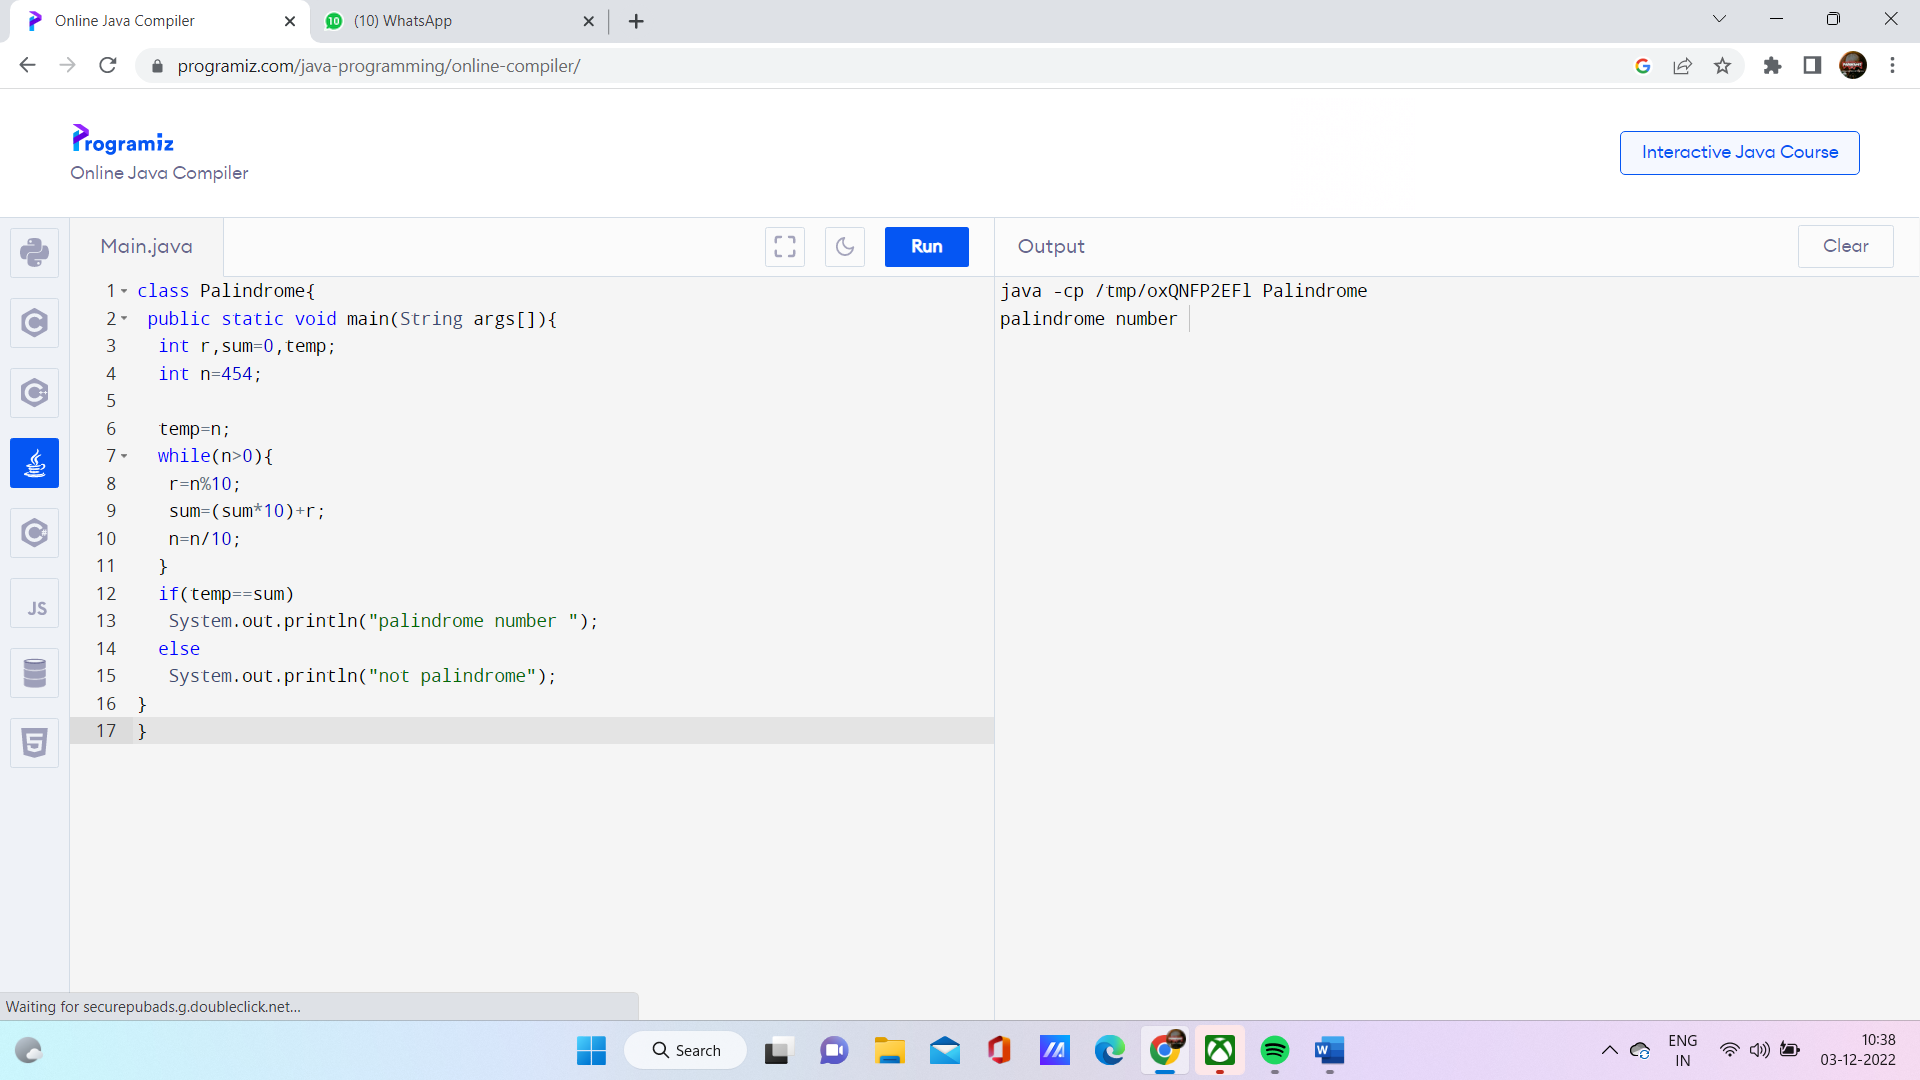 Online Java Compiler
10 (10) WhatsApp
programiz.com/java-programming/online-compiler/
Programiz
Online Java Compiler
Interactive Java Course
Main.java
Run
Output
Clear
1 class Palindrome{
2 public static void main(String args[]){
3 int r,sum=0,temp;
4 int n=454;
5
6 temp=n;
7 while(n>0){
8 r=n%10;
9 sum=(sum*10)+r;
10 n=n/10;
11 }
12 if(temp==sum)
13 System.out.println("palindrome number ");
14 else
15 System.out.println("not palindrome");
16 }
17 }
java -cp /tmp/oxQNFP2EFl Palindrome
palindrome number
JS
Waiting for securepubads.g.doubleclick.net...
Search
ENG
IN
10:38
03-12-2022